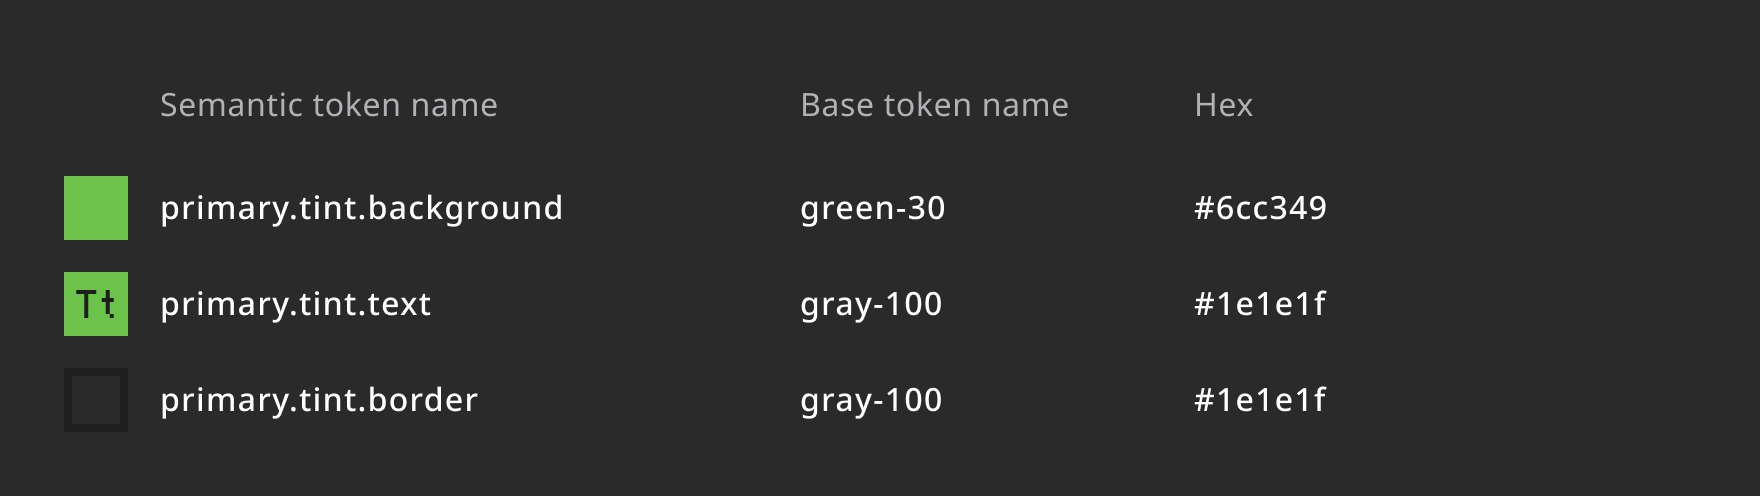 Semantic token name Base token name Hex
primary.tint.background green-30 #6cc349
Tt primary.tint.text gray-100 #1e1e1f
primary.tint.border gray-100 #1e1e1f